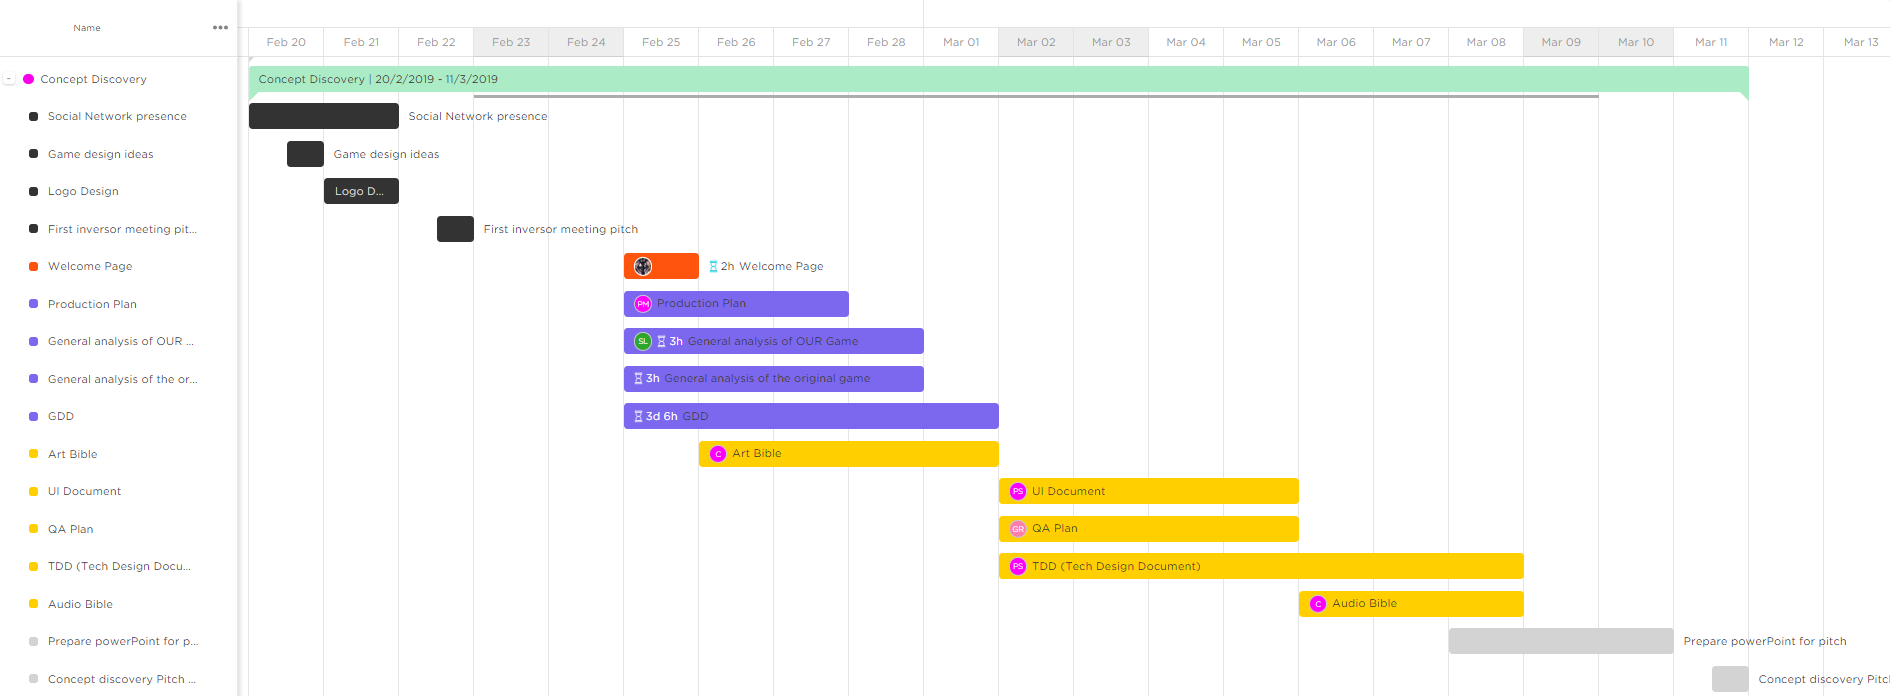 Name •••
Feb 20 Feb 21 Feb 22 Feb 23 Feb 24 Feb 25 Feb 26 Feb 27 Feb 28 Mar 01 Mar 02 Mar 03 Mar 04 Mar 05 Mar 06 Mar 07 Mar 08 Mar 09 Mar 10 Mar 11 Mar 12 Mar 13
- Concept Discovery Concept Discovery | 20/2/2019 - 11/3/2019
Social Network presence Social Network presence
Game design ideas Game design ideas
Logo Design Logo D...
First inversor meeting pit... First inversor meeting pitch
Welcome Page 2h Welcome Page
Production Plan PM Production Plan
General analysis of OUR ... SL 3h General analysis of OUR Game
General analysis of the or... 3h General analysis of the original game
GDD 3d 6h GDD
Art Bible C Art Bible
UI Document PS UI Document
QA Plan GR QA Plan
TDD (Tech Design Docu... PS TDD (Tech Design Document)
Audio Bible C Audio Bible
Prepare powerPoint for p... Prepare powerPoint for pitch
Concept discovery Pitch ... Concept discovery Pitc